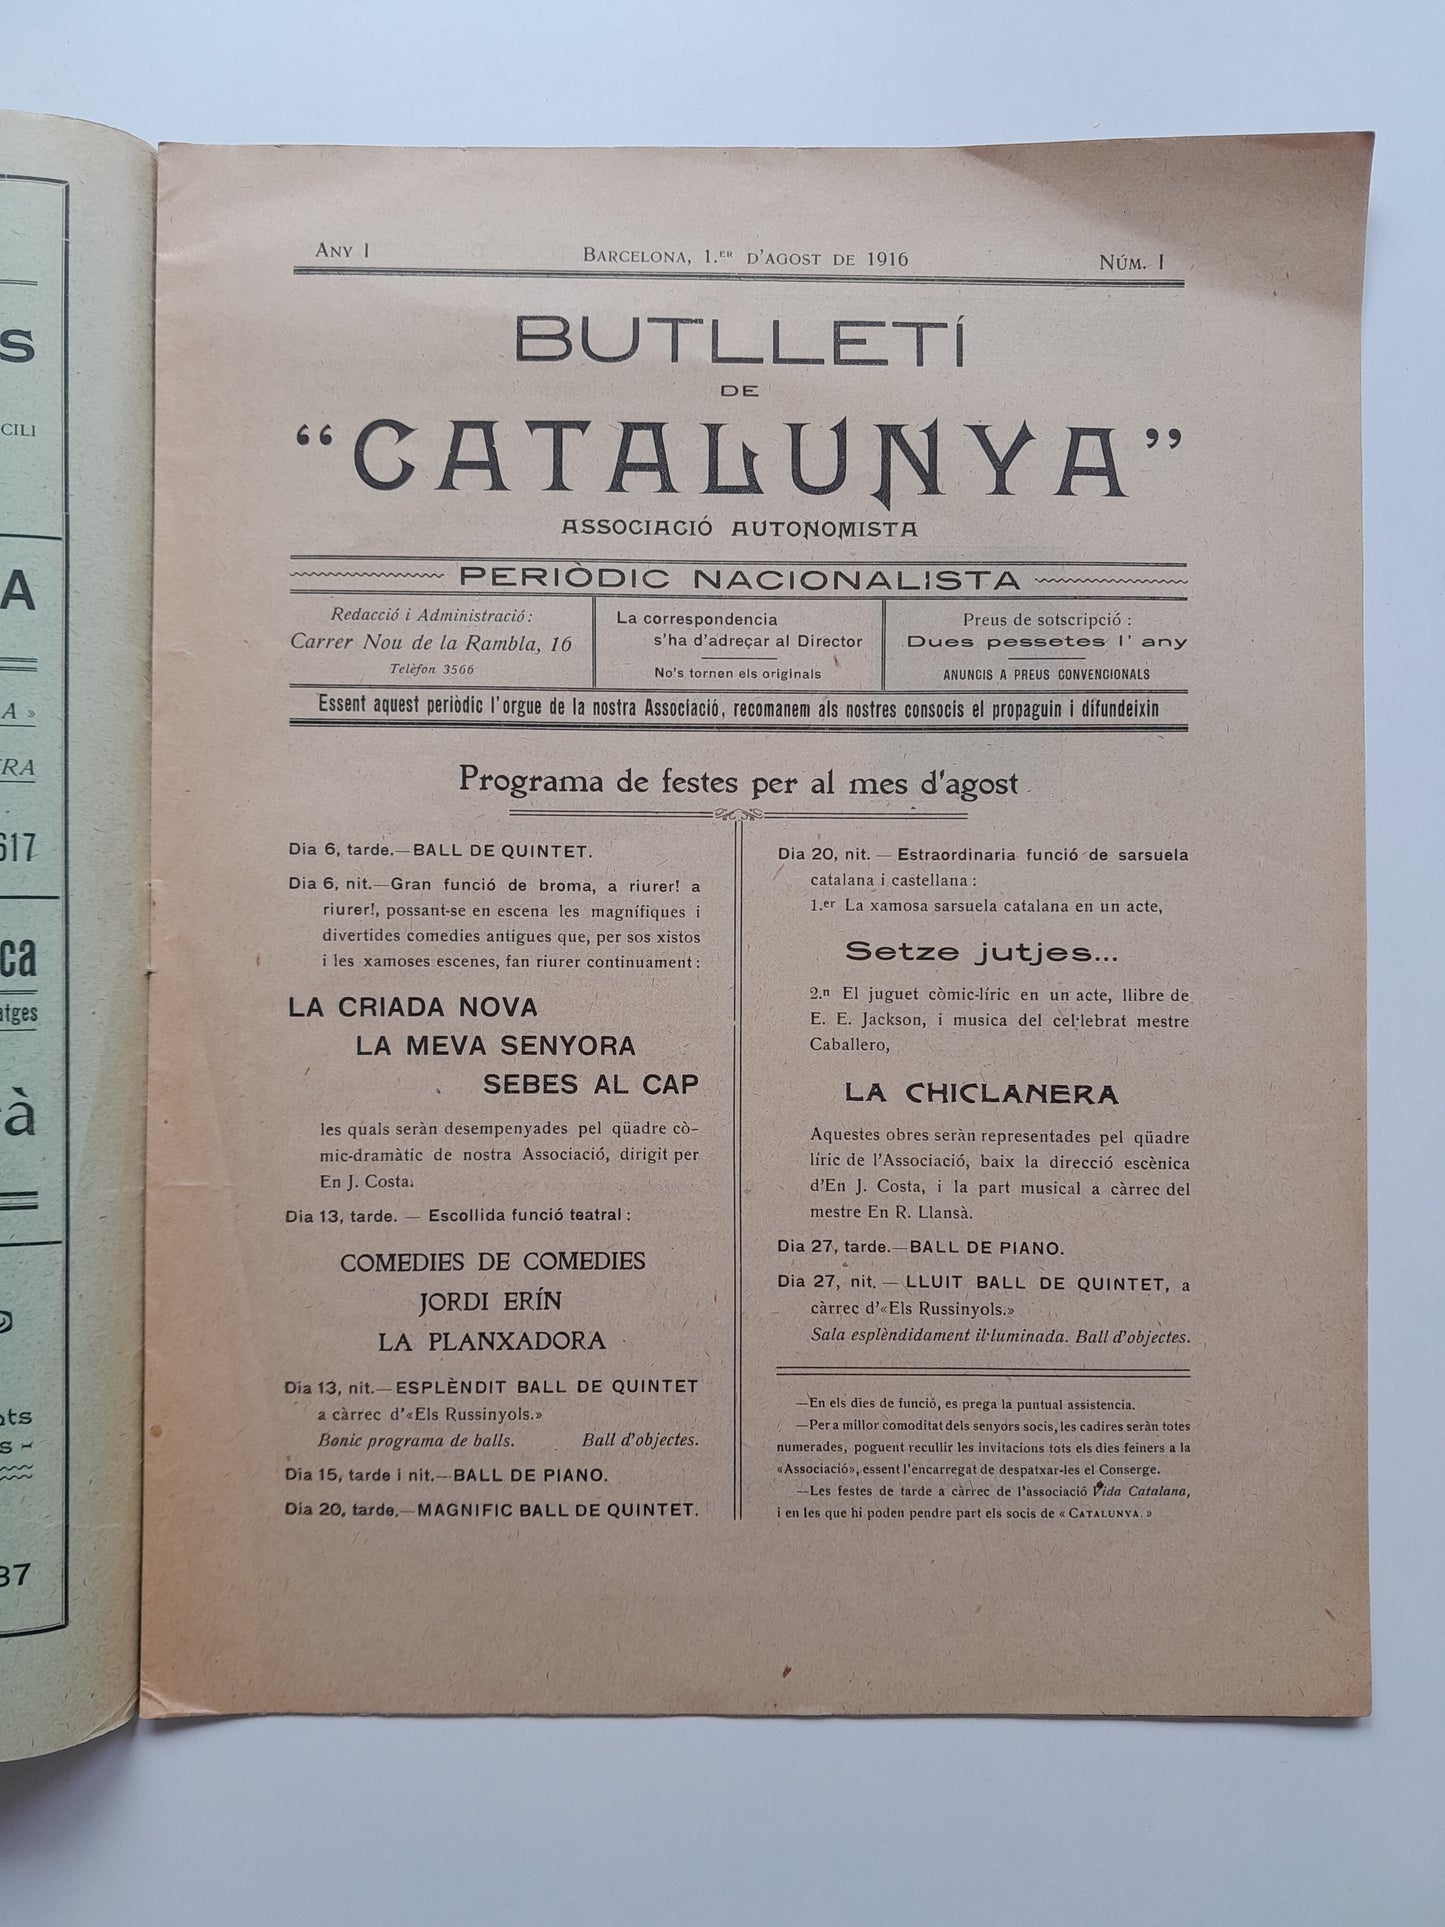 S
CILI
A
A »
RA
617
ca
tges
à
ts
s -
37
Any I
Barcelona, 1.er d'agost de 1916
Núm. I
BUTLLETÍ
DE
“CATALUNYA”
ASSOCIACIÓ AUTONOMISTA
PERIÒDIC NACIONALISTA
Redacció i Administració:
Carrer Nou de la Rambla, 16
Telèfon 3566
La correspondencia
s'ha d'adreçar al Director
No's tornen els originals
Preus de sotscripció :
Dues pessetes l' any
ANUNCIS A PREUS CONVENCIONALS
Essent aquest periòdic l'orgue de la nostra Associació, recomanem als nostres consocis el propaguin i difundeixin
Programa de festes per al mes d'agost
Dia 6, tarde.—BALL DE QUINTET.
Dia 6, nit.—Gran funció de broma, a riurer! a
riurer!, possant-se en escena les magnífiques i
divertides comedies antigues que, per sos xistos
i les xamoses escenes, fan riurer continuament :
LA CRIADA NOVA
LA MEVA SENYORA
SEBES AL CAP
les quals seràn desempenyades pel qüadre cò-
mic-dramàtic de nostra Associació, dirigit per
En J. Costa.
Dia 13, tarde. — Escollida funció teatral :
COMEDIES DE COMEDIES
JORDI ERÍN
LA PLANXADORA
Dia 13, nit.—ESPLÈNDIT BALL DE QUINTET
a càrrec d'«Els Russinyols.»
Bonic programa de balls. Ball d'objectes.
Dia 15, tarde i nit.—BALL DE PIANO.
Dia 20, tarde.—MAGNIFIC BALL DE QUINTET.
Dia 20, nit. — Estraordinaria funció de sarsuela
catalana i castellana :
1.er La xamosa sarsuela catalana en un acte,
Setze jutjes...
2.n El juguet còmic-líric en un acte, llibre de
E. E. Jackson, i musica del cel·lebrat mestre
Caballero,
LA CHICLANERA
Aquestes obres seràn representades pel qüadre
líric de l'Associació, baix la direcció escènica
d'En J. Costa, i la part musical a càrrec del
mestre En R. Llansà.
Dia 27, tarde.—BALL DE PIANO.
Dia 27, nit. — LLUIT BALL DE QUINTET, a
càrrec d'«Els Russinyols.»
Sala esplèndidament il·luminada. Ball d'objectes.
—En els dies de funció, es prega la puntual assistencia.
—Per a millor comoditat dels senyors socis, les cadires seràn totes
numerades, poguent recullir les invitacions tots els dies feiners a la
«Associació», essent l'encarregat de despatxar-les el Conserge.
—Les festes de tarde a càrrec de l'associació Vida Catalana,
i en les que hi poden pendre part els socis de « Catalunya. »